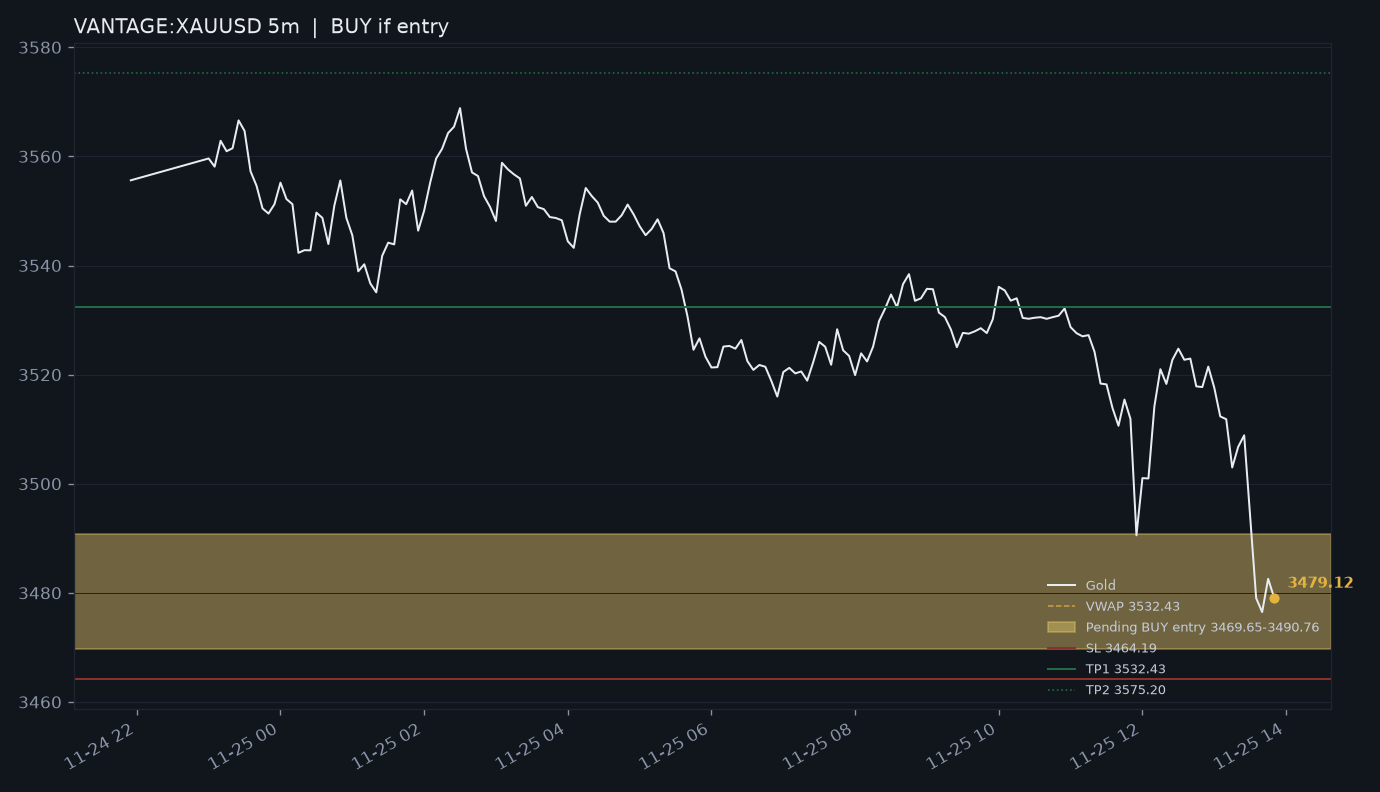 VANTAGE:XAUUSD 5m | BUY if entry
3580
3560
3540
3520
3500
3480
3460
3479.12
Gold
VWAP 3532.43
Pending BUY entry 3469.65-3490.76
SL 3464.19
TP1 3532.43
TP2 3575.20
11-24 22
11-25 00
11-25 02
11-25 04
11-25 06
11-25 08
11-25 10
11-25 12
11-25 14